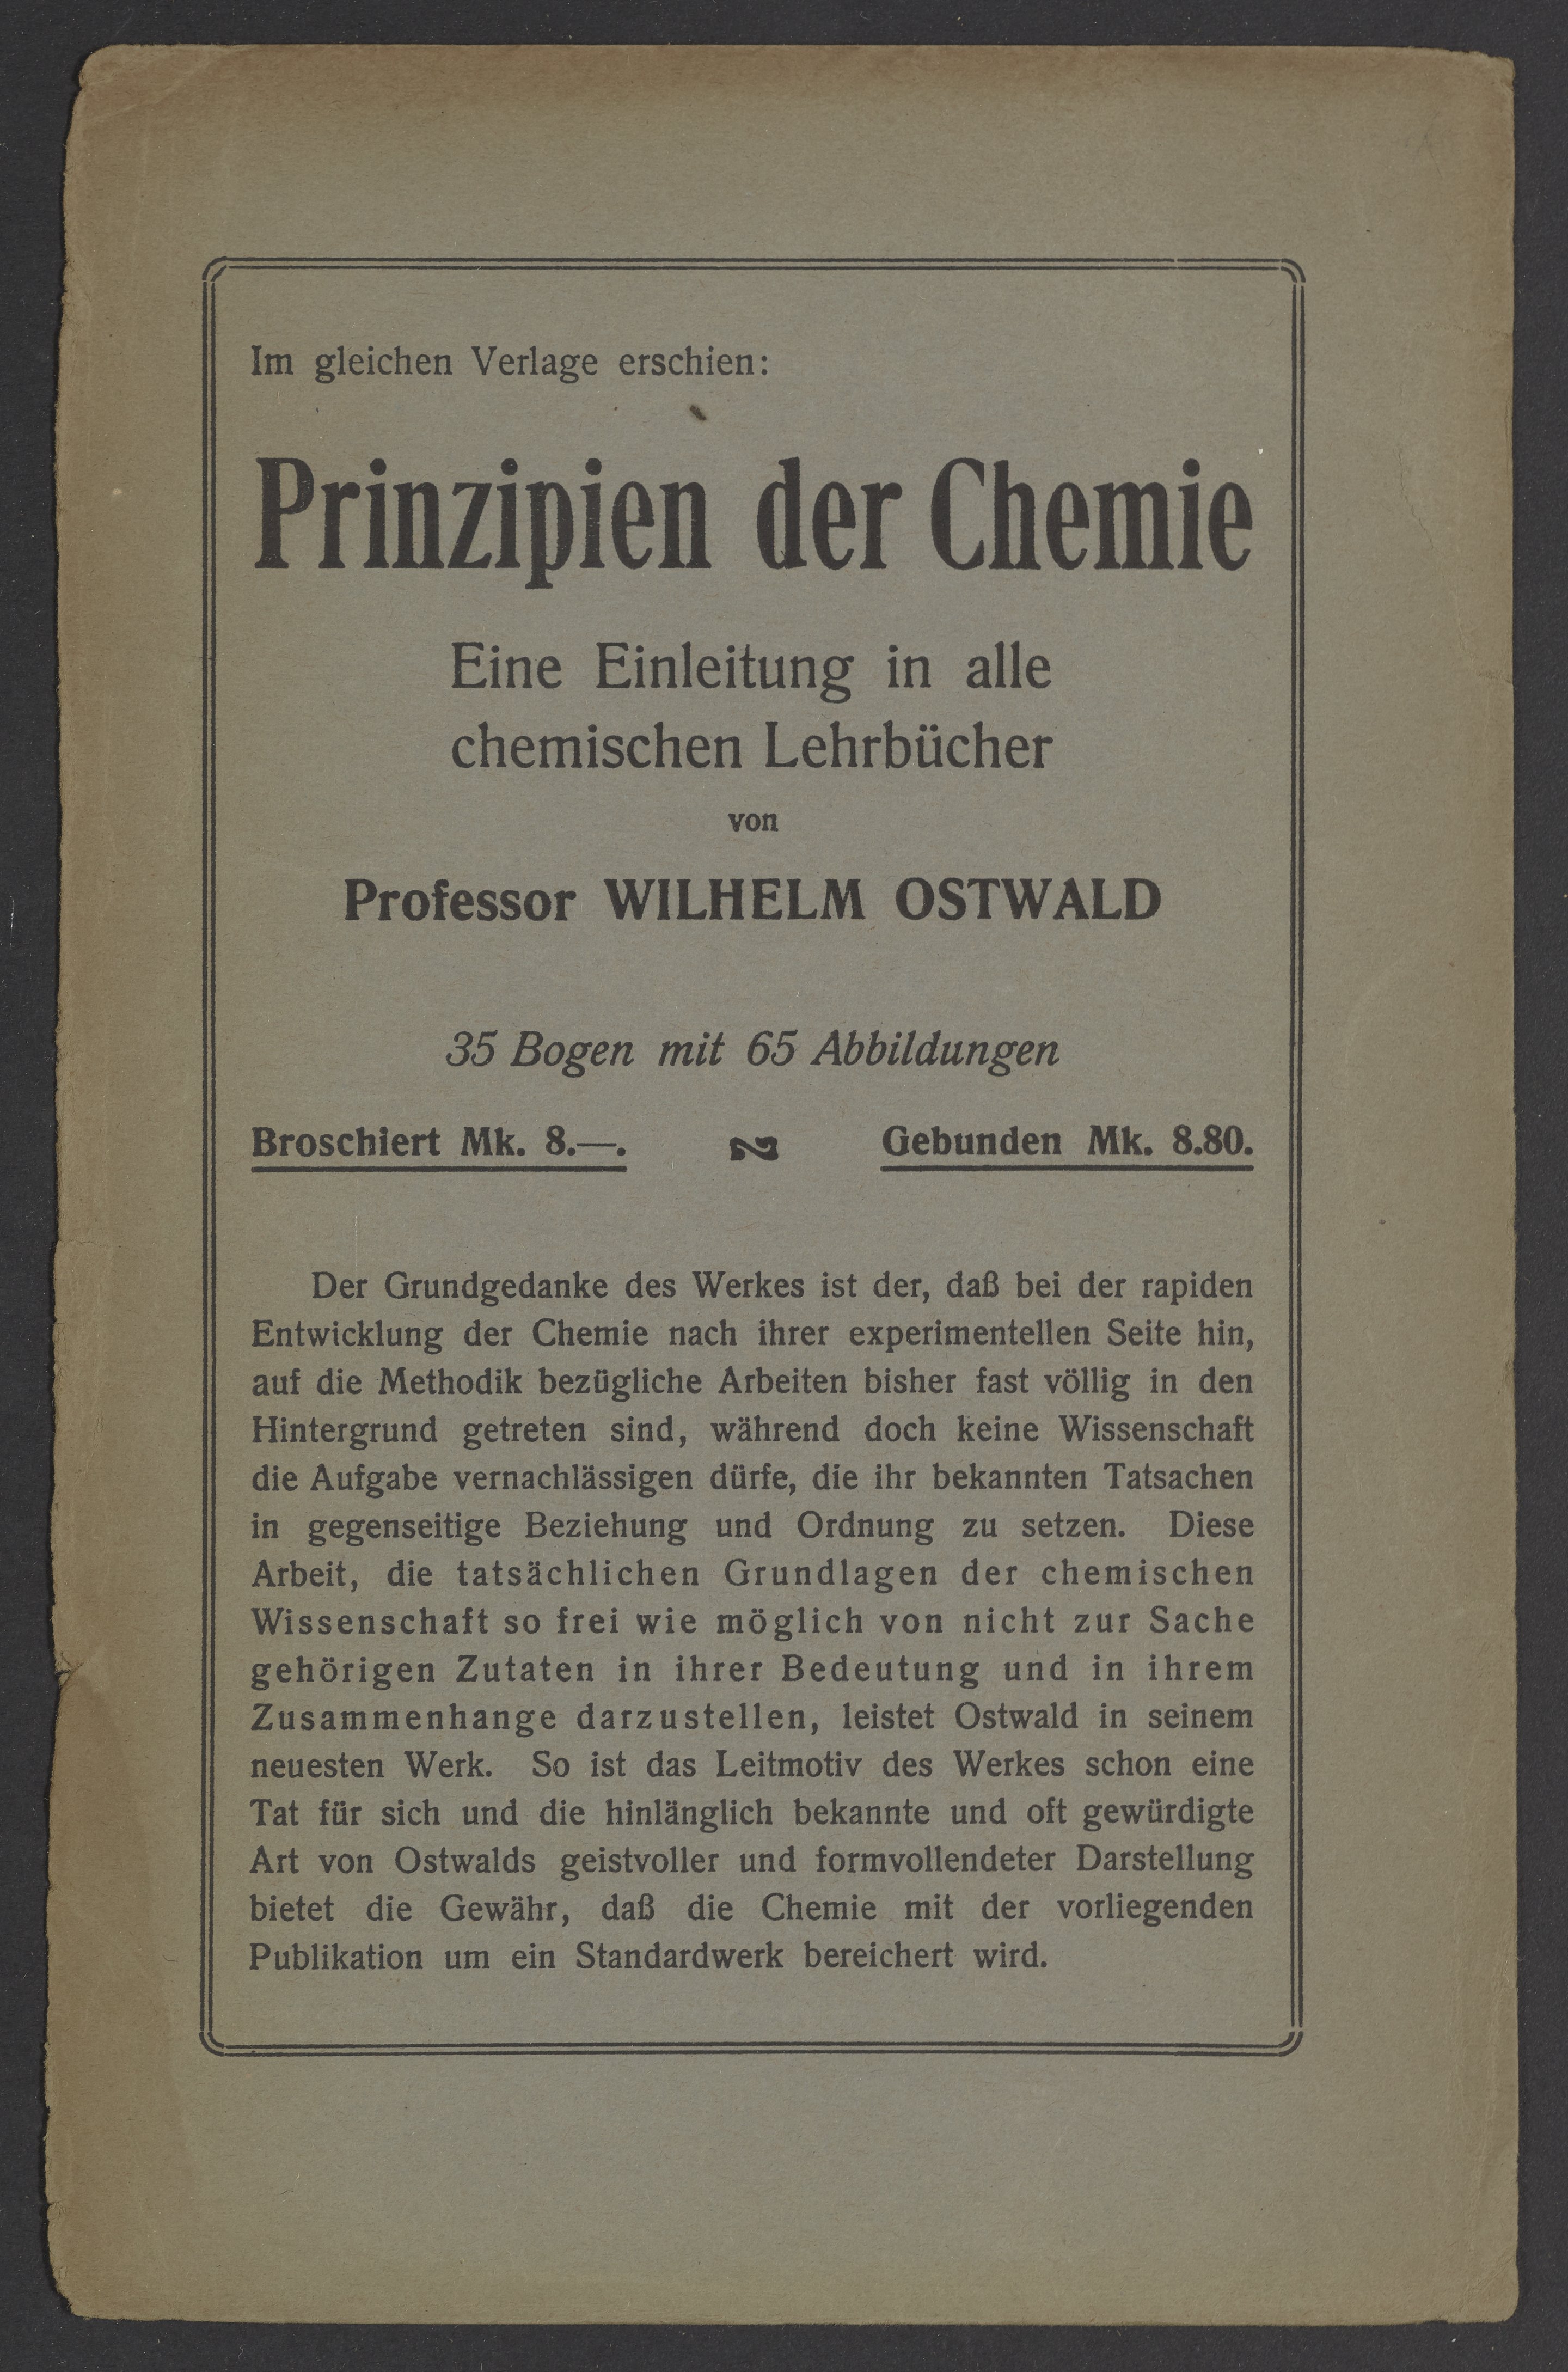 Im gleichen Verlage erschien:
Prinzipien der Chemie
Eine Einleitung in alle
chemischen Lehrbücher
von
Professor WILHELM OSTWALD
35 Bogen mit 65 Abbildungen
Broschiert Mk. 8.—. Gebunden Mk. 8.80.
Der Grundgedanke des Werkes ist der, daß bei der rapiden
Entwicklung der Chemie nach ihrer experimentellen Seite hin,
auf die Methodik bezügliche Arbeiten bisher fast völlig in den
Hintergrund getreten sind, während doch keine Wissenschaft
die Aufgabe vernachlässigen dürfe, die ihr bekannten Tatsachen
in gegenseitige Beziehung und Ordnung zu setzen. Diese
Arbeit, die tatsächlichen Grundlagen der chemischen
Wissenschaft so frei wie möglich von nicht zur Sache
gehörigen Zutaten in ihrer Bedeutung und in ihrem
Zusammenhange darzustellen, leistet Ostwald in seinem
neuesten Werk. So ist das Leitmotiv des Werkes schon eine
Tat für sich und die hinlänglich bekannte und oft gewürdigte
Art von Ostwalds geistvoller und formvollendeter Darstellung
bietet die Gewähr, daß die Chemie mit der vorliegenden
Publikation um ein Standardwerk bereichert wird.